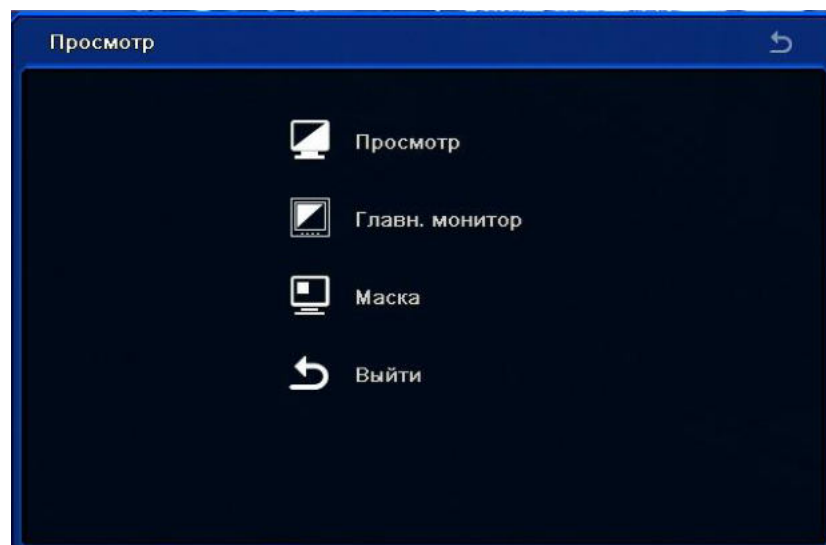 Просмотр
Просмотр
Главн. монитор
Маска
Выйти